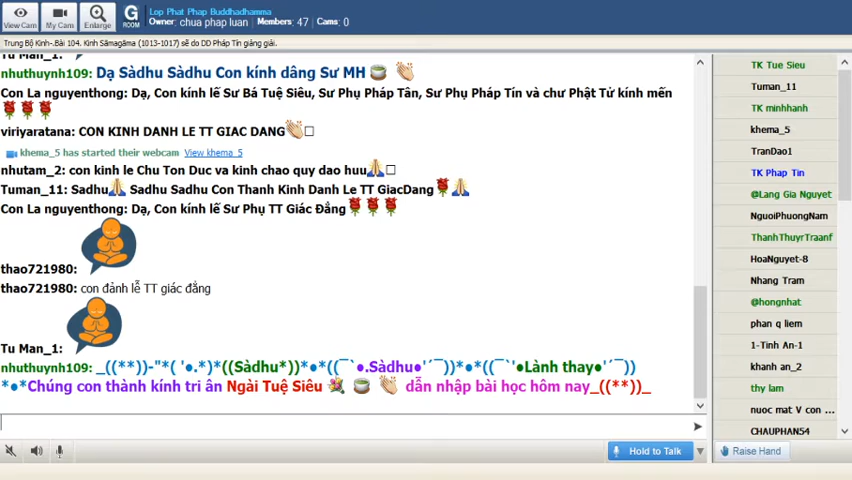 View Cam
My Cam
Enlarge
G
ROOM
Lop Phat Phap Buddhadhamma
Owner: chua phap luan Members: 47 Cams: 0
Trung Bộ Kinh-.Bài 104. Kinh Sāmagāma (1013-1017) sẽ do DD Pháp Tín giảng giải.
Tu Man_1:
nhuthuynh109: Dạ Sàdhu Sàdhu Con kính dâng Sư MH
Con La nguyenthong: Dạ, Con kính lễ Sư Bá Tuệ Siêu, Sư Phụ Pháp Tân, Sư Phụ Pháp Tín và chư Phật Tử kính mến
viriyaratana: CON KINH DANH LE TT GIAC DANG
khema_5 has started their webcam View khema_5
nhutam_2: con kinh le Chu Ton Duc va kinh chao quy dao huu
Tuman_11: Sadhu Sadhu Sadhu Con Thanh Kinh Danh Le TT GiacDang
Con La nguyenthong: Dạ, Con kính lễ Sư Phụ TT Giác Đẳng
thao721980:
thao721980: con đảnh lễ TT giác đẳng
Tu Man_1:
nhuthuynh109: _((**))-"*( '●.*)*((Sàdhu*))*●*((¯`●.Sàdhu●'´¯))*●*((¯`'●Lành thay●'´¯))
*●*Chúng con thành kính tri ân Ngài Tuệ Siêu dẫn nhập bài học hôm nay_((**))_
Hold to Talk
TK Tue Sieu
Tuman_11
TK minhhanh
khema_5
TranDao1
TK Phap Tin
@Lang Gia Nguyet
NguoiPhuongNam
ThanhThuyrTraanf
HoaNguyet-8
Nhang Tram
@hongnhat
phan q liem
1-Tinh An-1
khanh an_2
thy lam
nuoc mat V con ...
CHAUPHAN54
Raise Hand